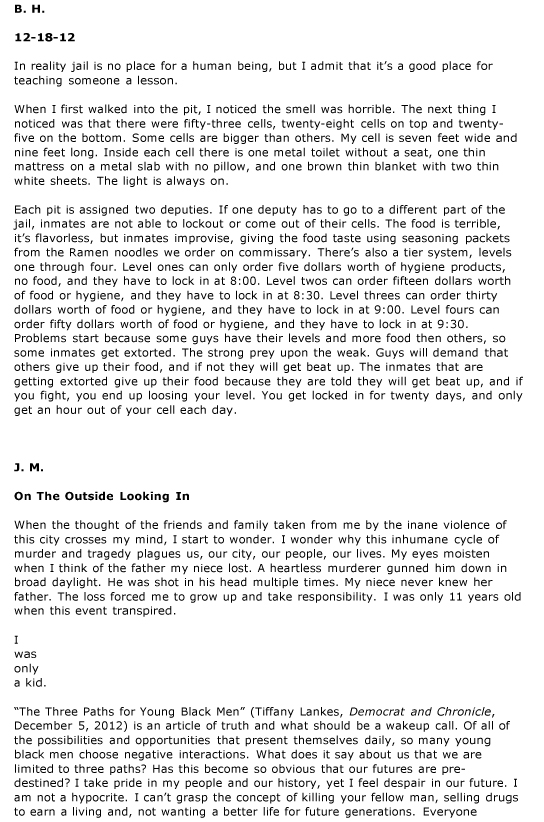 B. H.
12-18-12
In reality jail is no place for a human being, but I admit that it's a good place for
teaching someone a lesson.
When I first walked into the pit, I noticed the smell was horrible. The next thing I
noticed was that there were fifty-three cells, twenty-eight cells on top and twenty-
five on the bottom. Some cells are bigger than others. My cell is seven feet wide and
nine feet long. Inside each cell there is one metal toilet without a seat, one thin
mattress on a metal slab with no pillow, and one brown thin blanket with two thin
white sheets. The light is always on.
Each pit is assigned two deputies. If one deputy has to go to a different part of the
jail, inmates are not able to lockout or come out of their cells. The food is terrible,
it's flavorless, but inmates improvise, giving the food taste using seasoning packets
from the Ramen noodles we order on commissary. There's also a tier system, levels
one through four. Level ones can only order five dollars worth of hygiene products,
no food, and they have to lock in at 8:00. Level twos can order fifteen dollars worth
of food or hygiene, and they have to lock in at 8:30. Level threes can order thirty
dollars worth of food or hygiene, and they have to lock in at 9:00. Level fours can
order fifty dollars worth of food or hygiene, and they have to lock in at 9:30.
Problems start because some guys have their levels and more food then others, so
some inmates get extorted. The strong prey upon the weak. Guys will demand that
others give up their food, and if not they will get beat up. The inmates that are
getting extorted give up their food because they are told they will get beat up, and if
you fight, you end up loosing your level. You get locked in for twenty days, and only
get an hour out of your cell each day.
J. M.
On The Outside Looking In
When the thought of the friends and family taken from me by the inane violence of
this city crosses my mind, I start to wonder. I wonder why this inhumane cycle of
murder and tragedy plagues us, our city, our people, our lives. My eyes moisten
when I think of the father my niece lost. A heartless murderer gunned him down in
broad daylight. He was shot in his head multiple times. My niece never knew her
father. The loss forced me to grow up and take responsibility. I was only 11 years old
when this event transpired.
I
was
only
a kid.
"The Three Paths for Young Black Men" (Tiffany Lankes, Democrat and Chronicle,
December 5, 2012) is an article of truth and what should be a wakeup call. Of all of
the possibilities and opportunities that present themselves daily, so many young
black men choose negative interactions. What does it say about us that we are
limited to three paths? Has this become so obvious that our futures are pre-
destined? I take pride in my people and our history, yet I feel despair in our future. I
am not a hypocrite. I can't grasp the concept of killing your fellow man, selling drugs
to earn a living and, not wanting a better life for future generations. Everyone